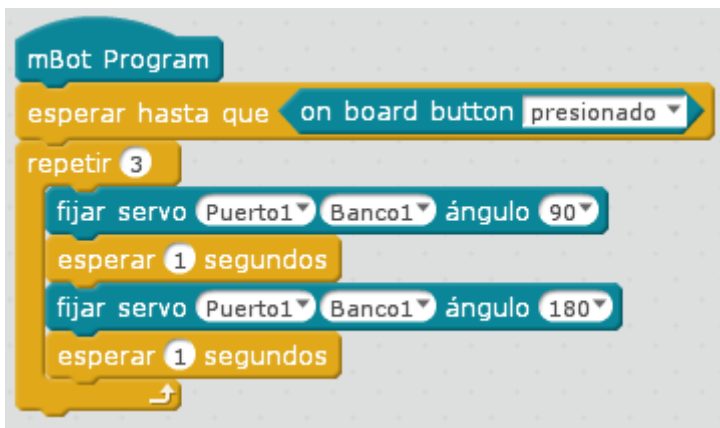 mBot Program
esperar hasta que on board button presionado
repetir 3
fijar servo Puerto1 Banco1 ángulo 90
esperar 1 segundos
fijar servo Puerto1 Banco1 ángulo 180
esperar 1 segundos